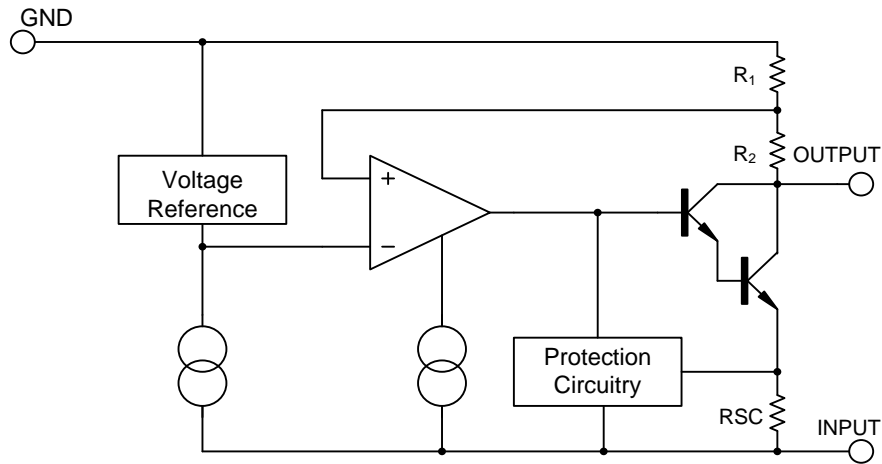 GND
R1
R2
OUTPUT
Voltage
Reference
+
−
Protection
Circuitry
RSC
INPUT